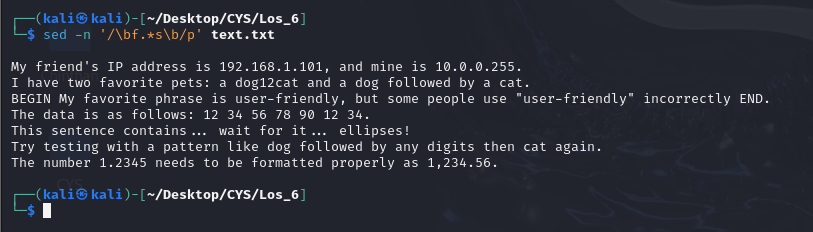 ┌──(kali㉿kali)-[~/Desktop/CYS/Los_6]
└─$ sed -n '/\bf.*s\b/p' text.txt
My friend's IP address is 192.168.1.101, and mine is 10.0.0.255.
I have two favorite pets: a dog12cat and a dog followed by a cat.
BEGIN My favorite phrase is user-friendly, but some people use "user-friendly" incorrectly END.
The data is as follows: 12 34 56 78 90 12 34.
This sentence contains... wait for it... ellipses!
Try testing with a pattern like dog followed by any digits then cat again.
The number 1.2345 needs to be formatted properly as 1,234.56.
┌──(kali㉿kali)-[~/Desktop/CYS/Los_6]
└─$